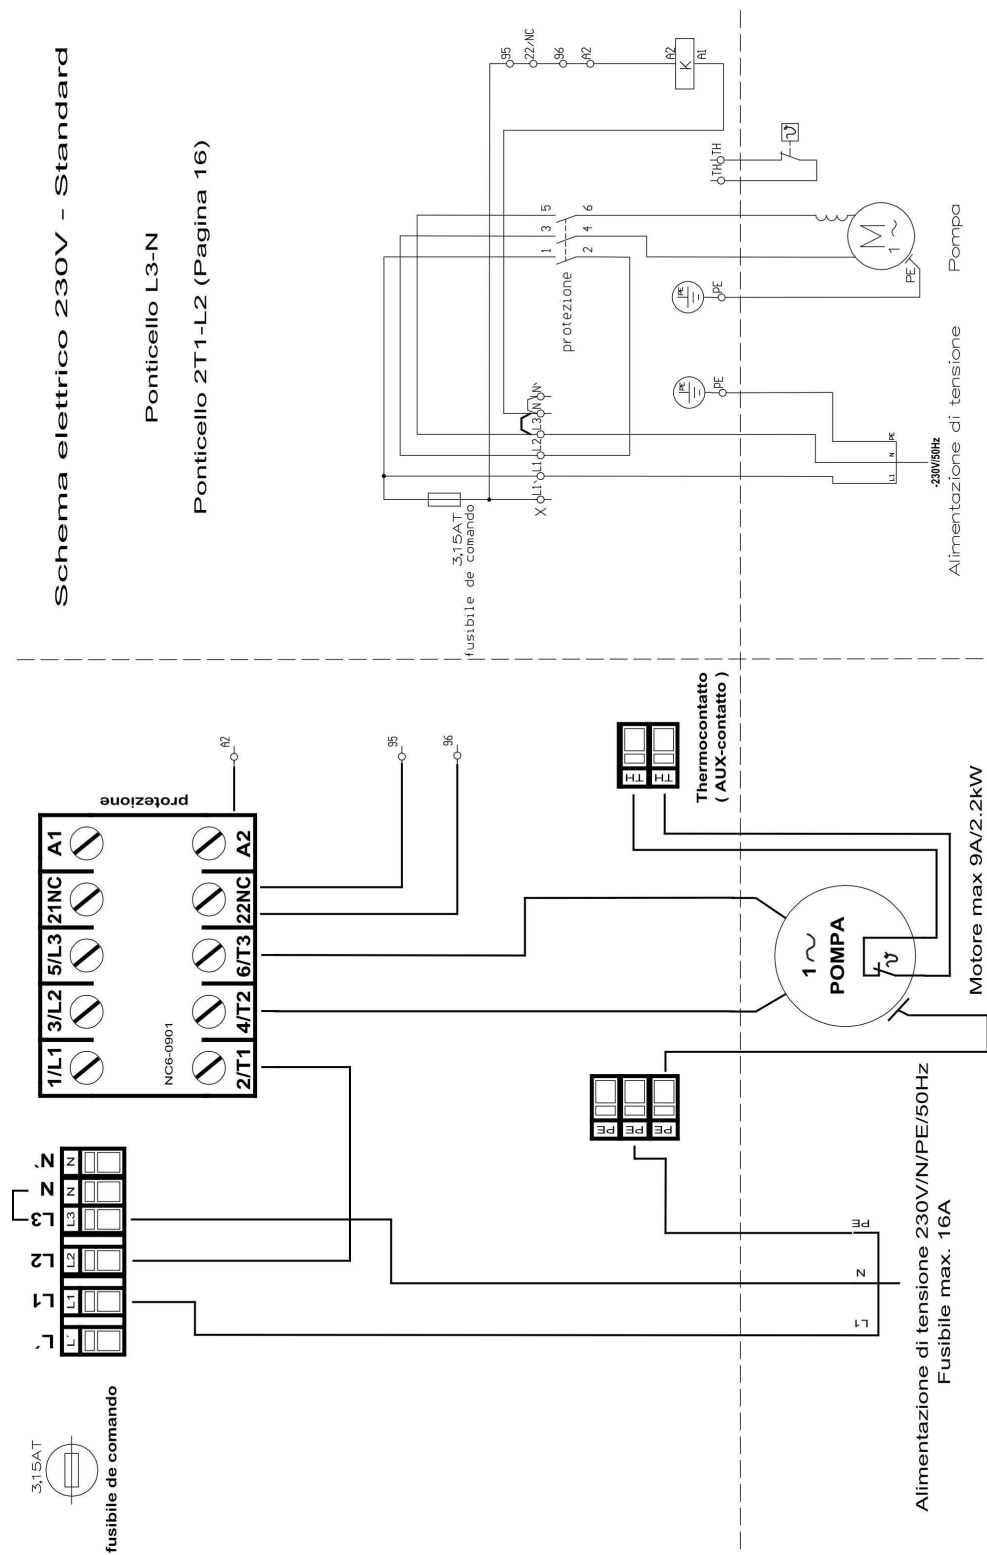 Schema elettrico 230V - Standard
Ponticello L3-N
Ponticello 2T1-L2 (Pagina 16)
3,15AT
fusibile de comando
L´
L1
L2
L3
N
N`
L´
L1
L2
L3
N
N
1/L1
3/L2
5/L3
21NC
A1
NC6-0901
2/T1
4/T2
6/T3
22NC
A2
protezione
A2
95
96
PE
PE
PE
TH
TH
Thermocontatto
( AUX-contatto )
1
POMPA
ϑ
Motore max 9A/2.2kW
L1
N
PE
Alimentazione di tensione 230V/N/PE/50Hz
Fusibile max. 16A
3,15AT
fusibile de comando
X
L1`
L1
L2
L3
N
N`
protezione
1
3
5
2
4
6
95
22/NC
96
A2
A2
K
A1
PE
PE
PE
PE
TH
TH
ϑ
M
1
PE
L1
N
PE
~230V/50Hz
Alimentazione di tensione
Pompa